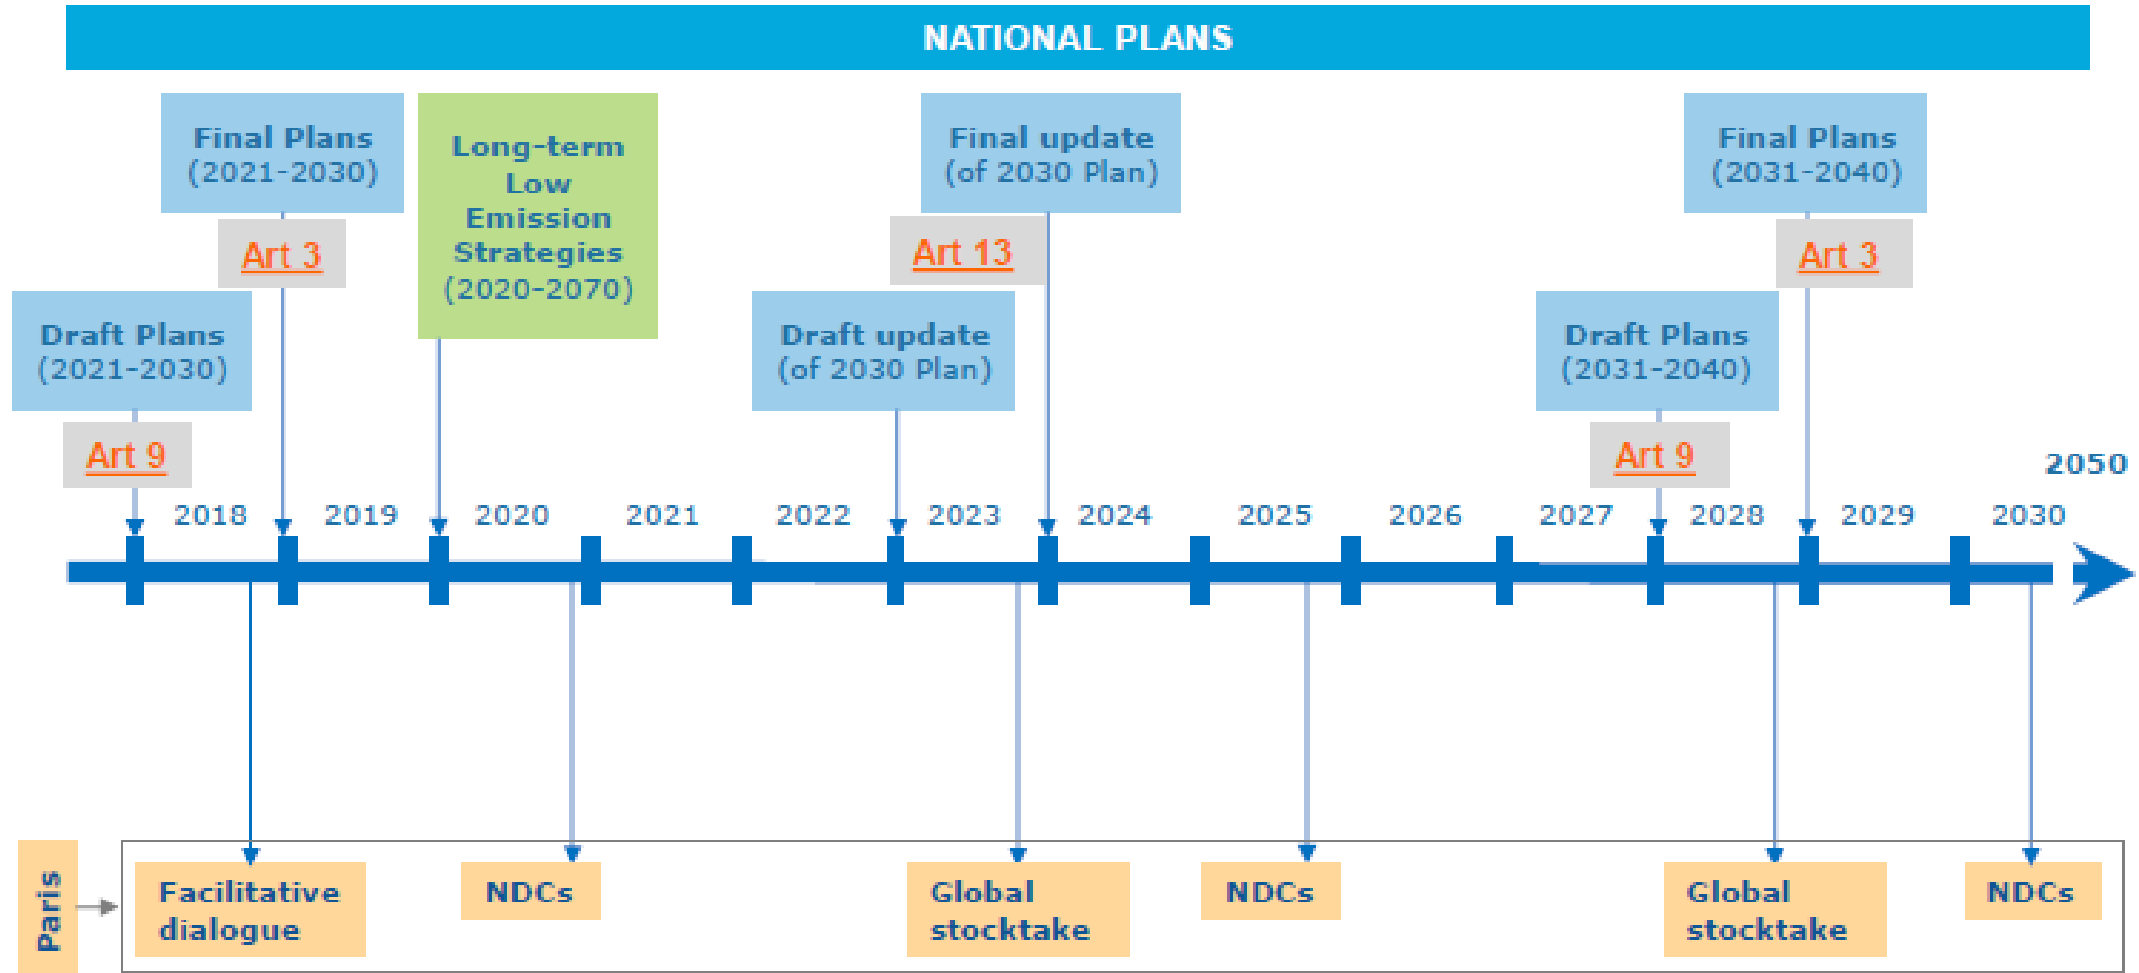 NATIONAL PLANS
Final Plans
(2021-2030)
Art 3
Draft Plans
(2021-2030)
Art 9
Long-term
Low
Emission
Strategies
(2020-2070)
Final update
(of 2030 Plan)
Art 13
Draft update
(of 2030 Plan)
Final Plans
(2031-2040)
Art 3
Draft Plans
(2031-2040)
Art 9
2050
2018 2019 2020 2021 2022 2023 2024 2025 2026 2027 2028 2029 2030
Paris
Facilitative
dialogue
NDCs
Global
stocktake
NDCs
Global
stocktake
NDCs